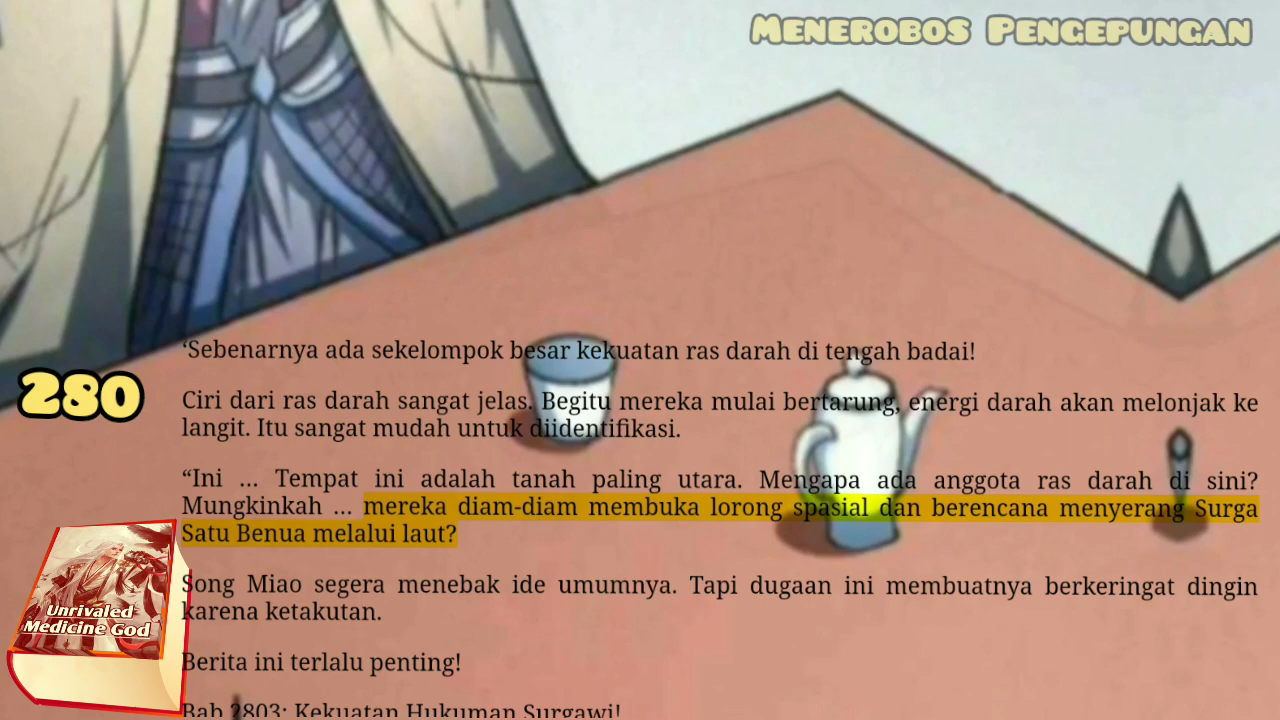 Menerobos Pengepungan
‘Sebenarnya ada sekelompok besar kekuatan ras darah di tengah badai!
280
Ciri dari ras darah sangat jelas. Begitu mereka mulai bertarung, energi darah akan melonjak ke
langit. Itu sangat mudah untuk diidentifikasi.
“Ini ... Tempat ini adalah tanah paling utara. Mengapa ada anggota ras darah di sini?
Mungkinkah ... mereka diam-diam membuka lorong spasial dan berencana menyerang Surga
Satu Benua melalui laut?
Song Miao segera menebak ide umumnya. Tapi dugaan ini membuatnya berkeringat dingin
karena ketakutan.
Unrivaled
Medicine God
Berita ini terlalu penting!
Bab 2803: Kekuatan Hukuman Surgawi!